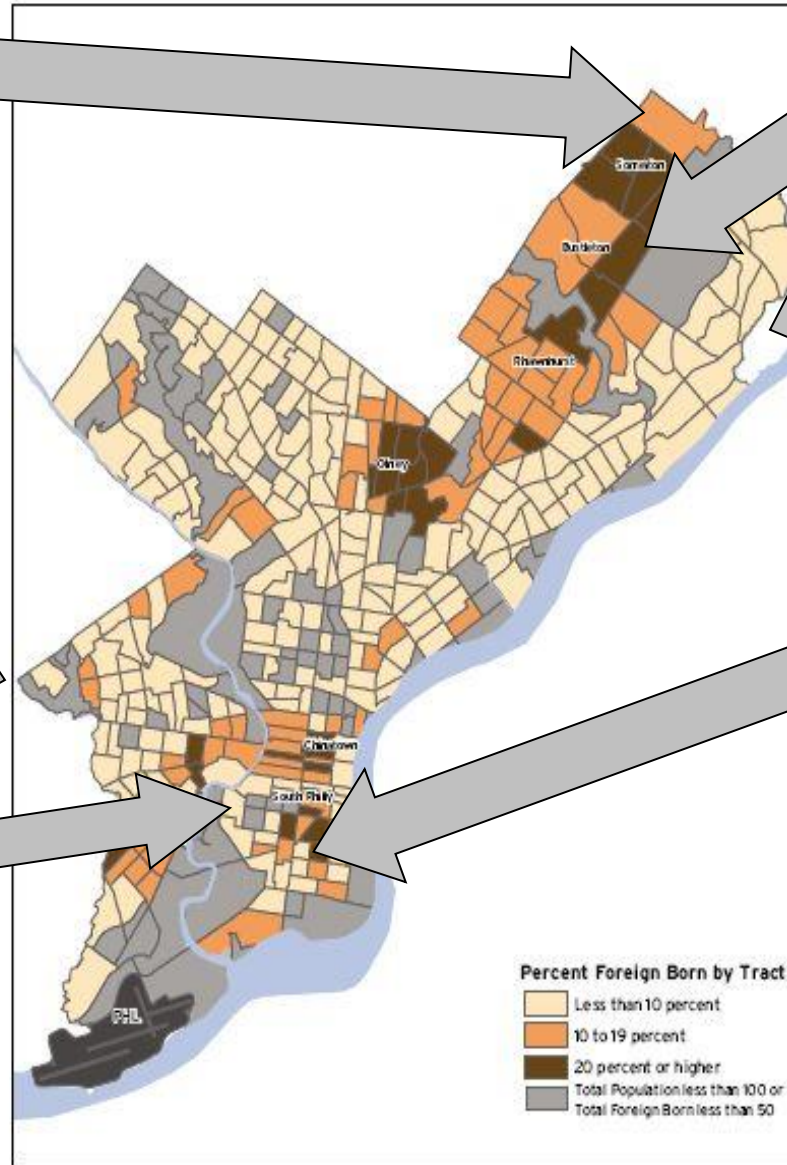 Somerton
Bustleton
Rhawnhurst
Olney
Chinatown
South Philly
PHL
Percent Foreign Born by Tract
Less than 10 percent
10 to 19 percent
20 percent or higher
Total Population less than 100 or
Total Foreign Born less than 50